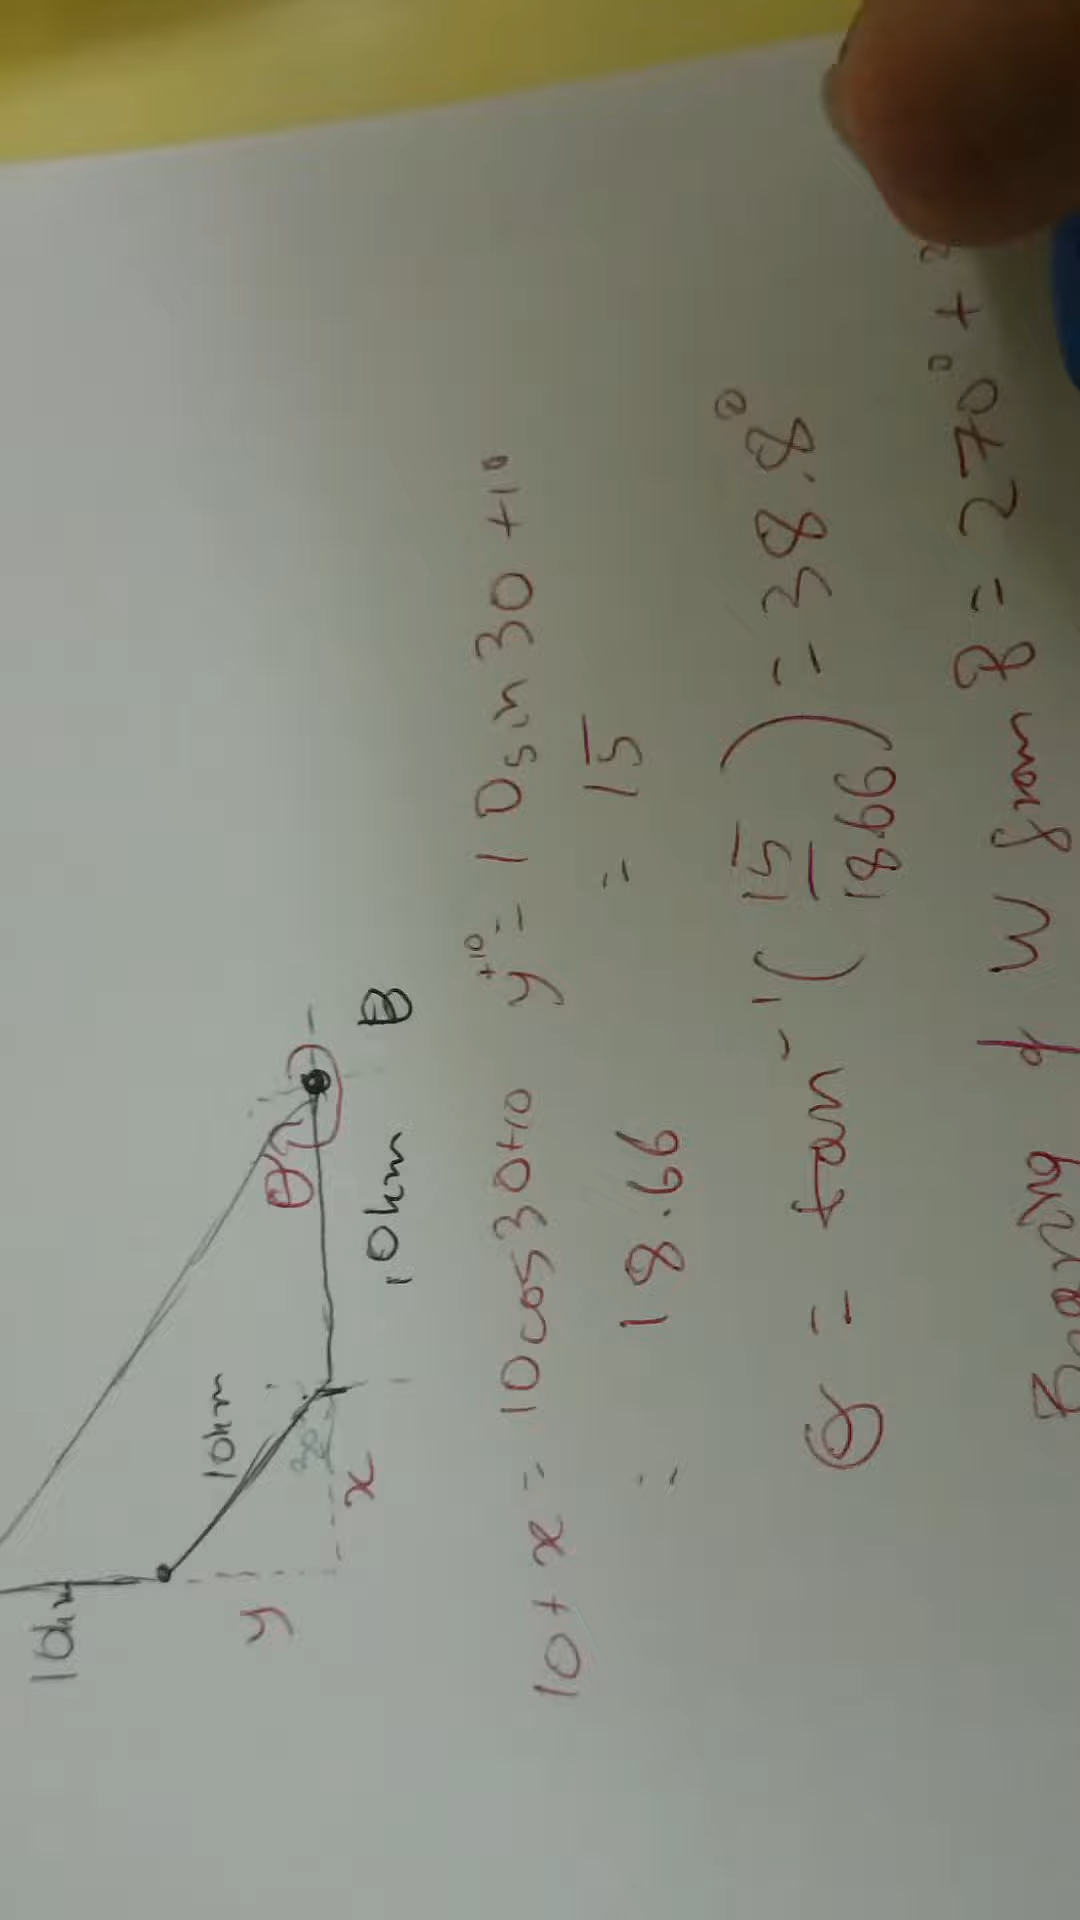 10km
y
10km
30
x
θ
10km
B
10 + x = 10cos30+10 y+10 = 10sin30 +10
= 18.66 = 15
θ = tan⁻¹(15/18.66) = 38.8°
Bearing of W from B = 270° +